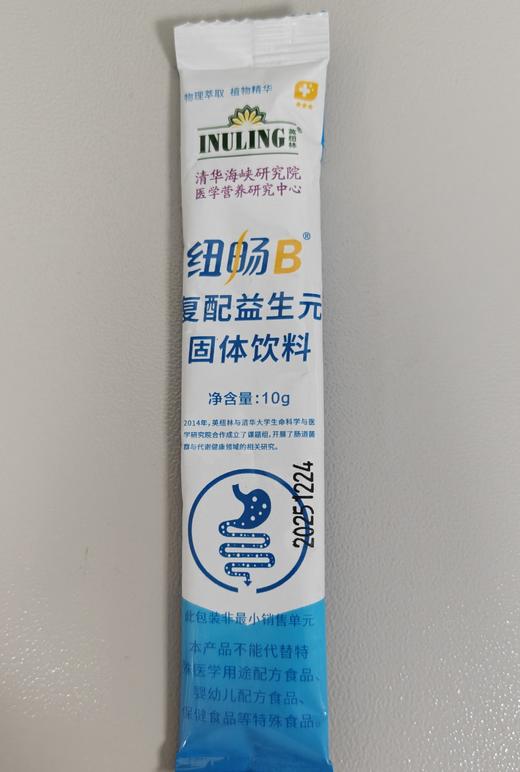 物理萃取 植物精华
INULING®
英纽林
清华海峡研究院
医学营养研究中心
纽畅B®
复配益生元
固体饮料
净含量:10g
2014年，英纽林与清华大学生命科学与医
学研究院合作成立了课题组，开展了肠道菌
群与代谢健康领域的相关研究。
20251224
此包装非最小销售单元
本产品不能代替特
殊医学用途配方食品、
婴幼儿配方食品、
保健食品等特殊食品。